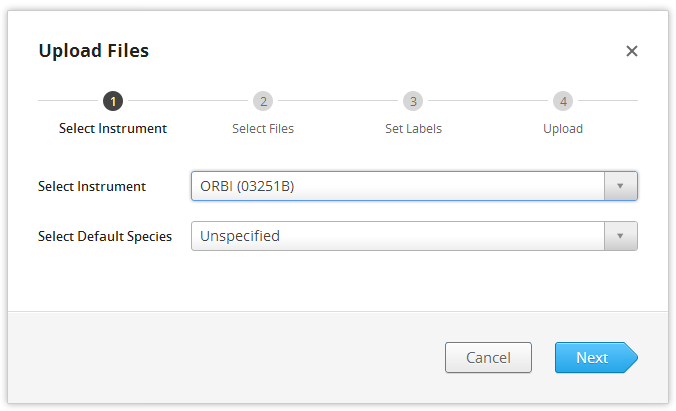 Upload Files
1 2 3 4
Select Instrument Select Files Set Labels Upload
Select Instrument ORBI (03251B)
Select Default Species Unspecified
Cancel Next